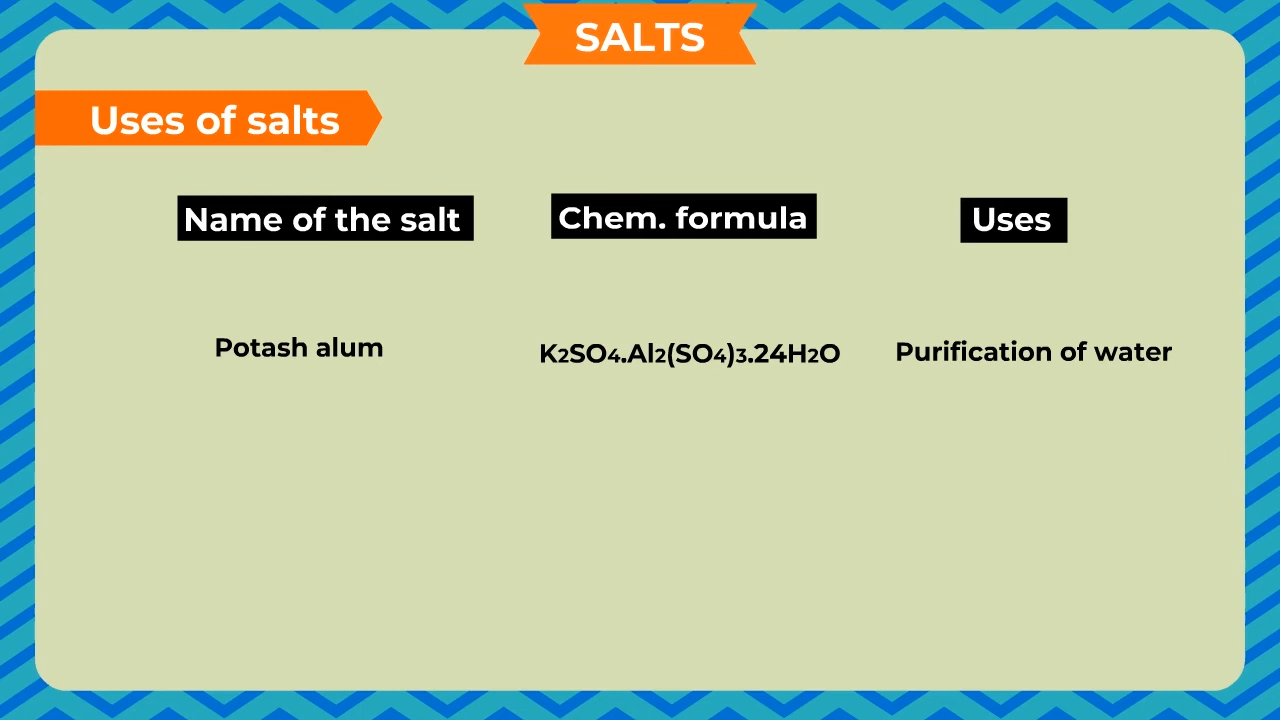 SALTS
Uses of salts
Name of the salt Chem. formula Uses
Potash alum K₂SO₄.Al₂(SO₄)₃.24H₂O Purification of water